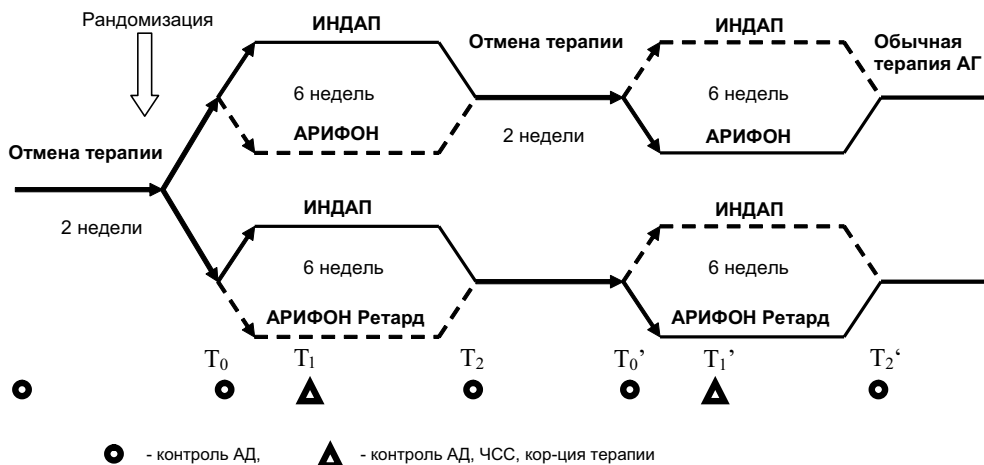 Рандомизация
ИНДАП
Отмена терапии
ИНДАП
Обычная
терапия АГ
6 недель
6 недель
АРИФОН
2 недели
АРИФОН
Отмена терапии
2 недели
ИНДАП
ИНДАП
6 недель
6 недель
АРИФОН Ретард
АРИФОН Ретард
T0
T1
T2
T0’
T1’
T2‘
- контроль АД,
- контроль АД, ЧСС, кор-ция терапии